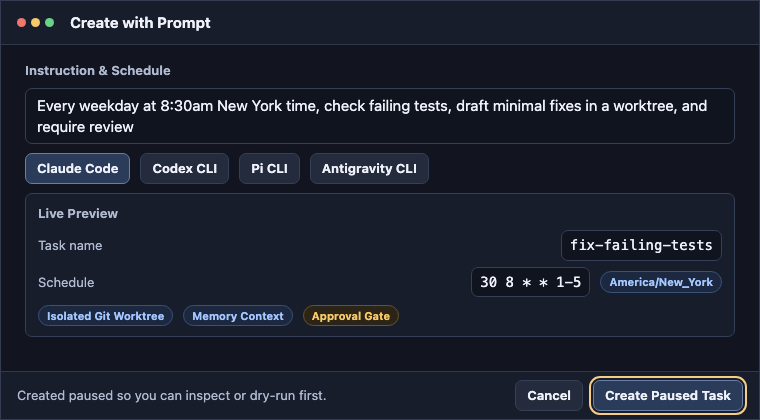 Create with Prompt
Instruction & Schedule
Every weekday at 8:30am New York time, check failing tests, draft minimal fixes in a worktree, and
require review
Claude Code Codex CLI Pi CLI Antigravity CLI
Live Preview
Task name fix-failing-tests
Schedule 30 8 * * 1-5 America/New_York
Isolated Git Worktree Memory Context Approval Gate
Created paused so you can inspect or dry-run first. Cancel Create Paused Task